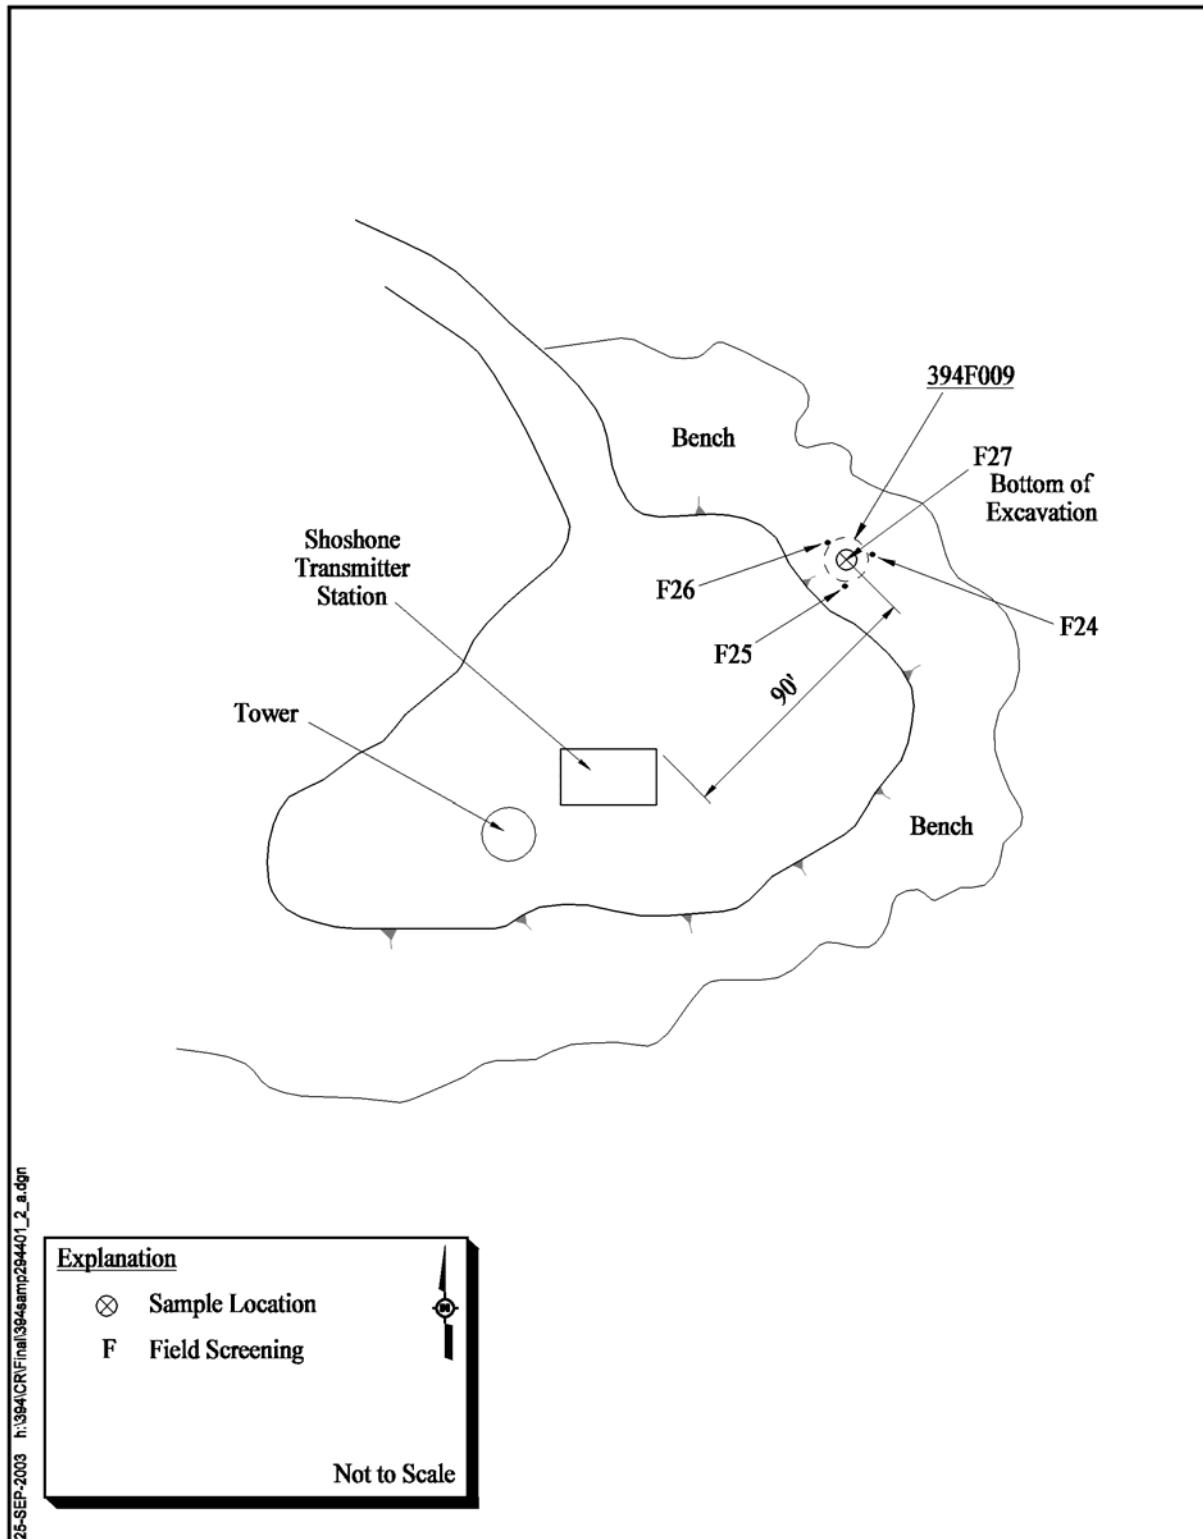 394F009
Bench
F27
Bottom of
Excavation
Shoshone
Transmitter
Station
F26
F24
F25
90'
Tower
Bench
25-SEP-2003 h:\394\CR\Final\394samp294401_2_a.dgn
Explanation
Sample Location
N
F Field Screening
Not to Scale